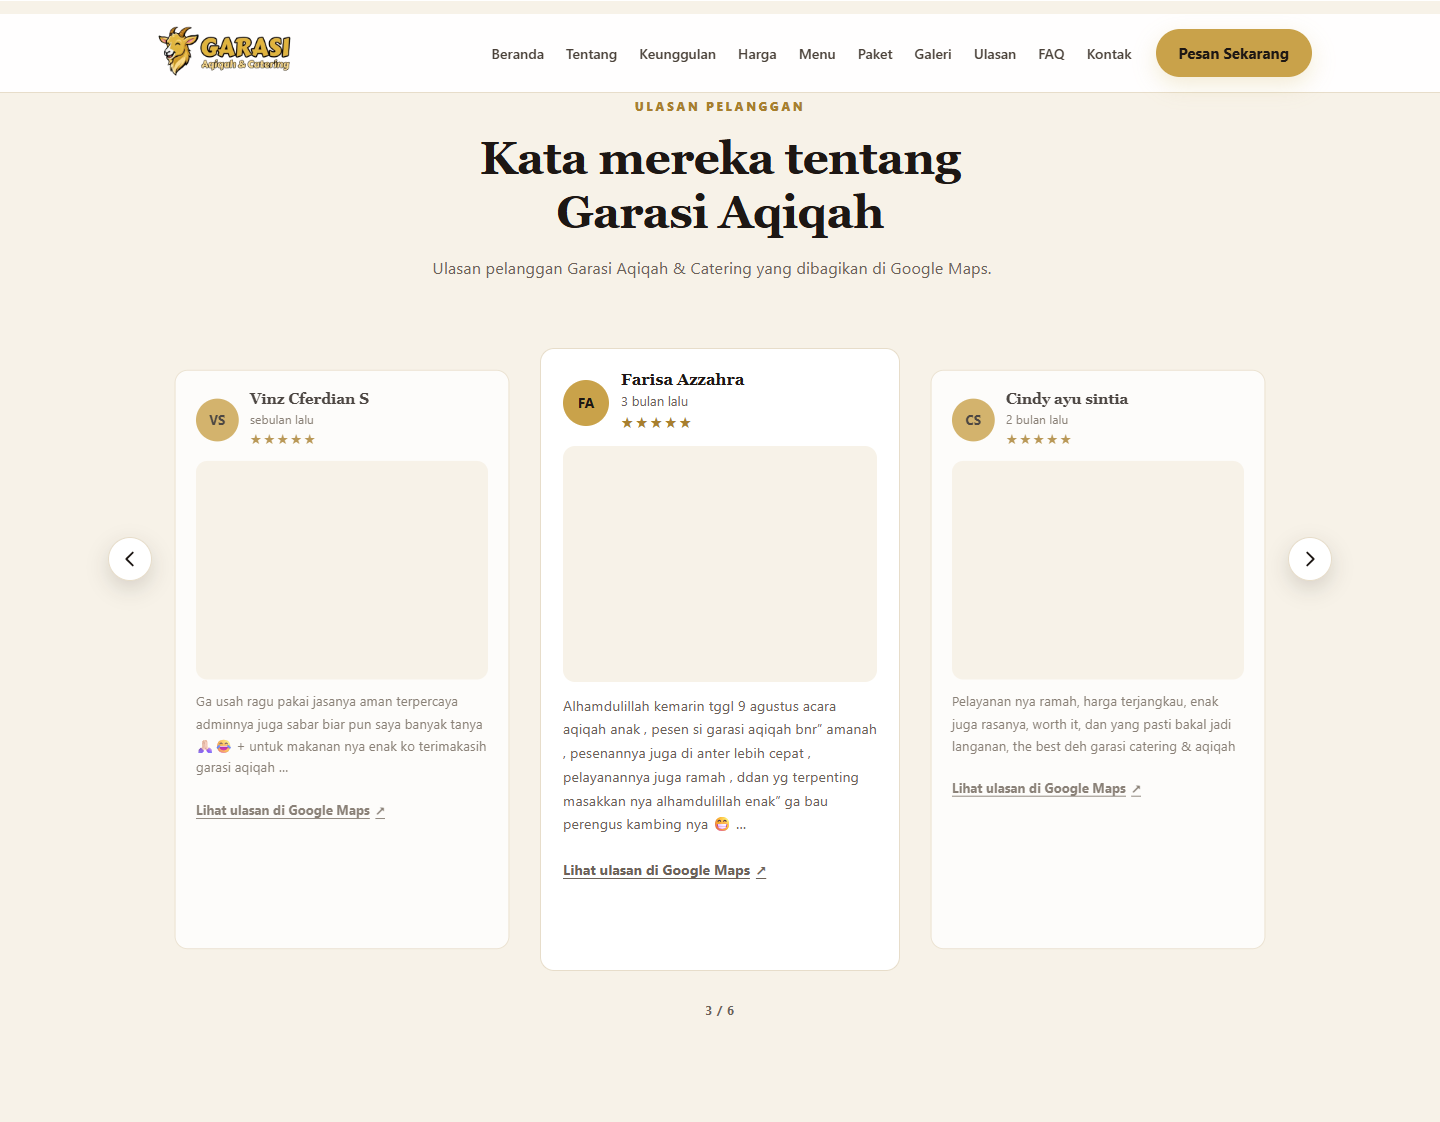 GARASI
Aqiqah & Catering
Beranda
Tentang
Keunggulan
Harga
Menu
Paket
Galeri
Ulasan
FAQ
Kontak
Pesan Sekarang
ULASAN PELANGGAN
Kata mereka tentang
Garasi Aqiqah
Ulasan pelanggan Garasi Aqiqah & Catering yang dibagikan di Google Maps.
VS
Vinz Cferdian S
sebulan lalu
★★★★★
Ga usah ragu pakai jasanya aman terpercaya
adminnya juga sabar biar pun saya banyak tanya
🙏🏻😂 + untuk makanan nya enak ko terimakasih
garasi aqiqah ...
Lihat ulasan di Google Maps ↗
FA
Farisa Azzahra
3 bulan lalu
★★★★★
Alhamdulillah kemarin tggl 9 agustus acara
aqiqah anak , pesen si garasi aqiqah bnr” amanah
, pesenannya juga di anter lebih cepat ,
pelayanannya juga ramah , ddan yg terpenting
masakkan nya alhamdulillah enak” ga bau
perengus kambing nya 😁 ...
Lihat ulasan di Google Maps ↗
CS
Cindy ayu sintia
2 bulan lalu
★★★★★
Pelayanan nya ramah, harga terjangkau, enak
juga rasanya, worth it, dan yang pasti bakal jadi
langanan, the best deh garasi catering & aqiqah
Lihat ulasan di Google Maps ↗
3 / 6